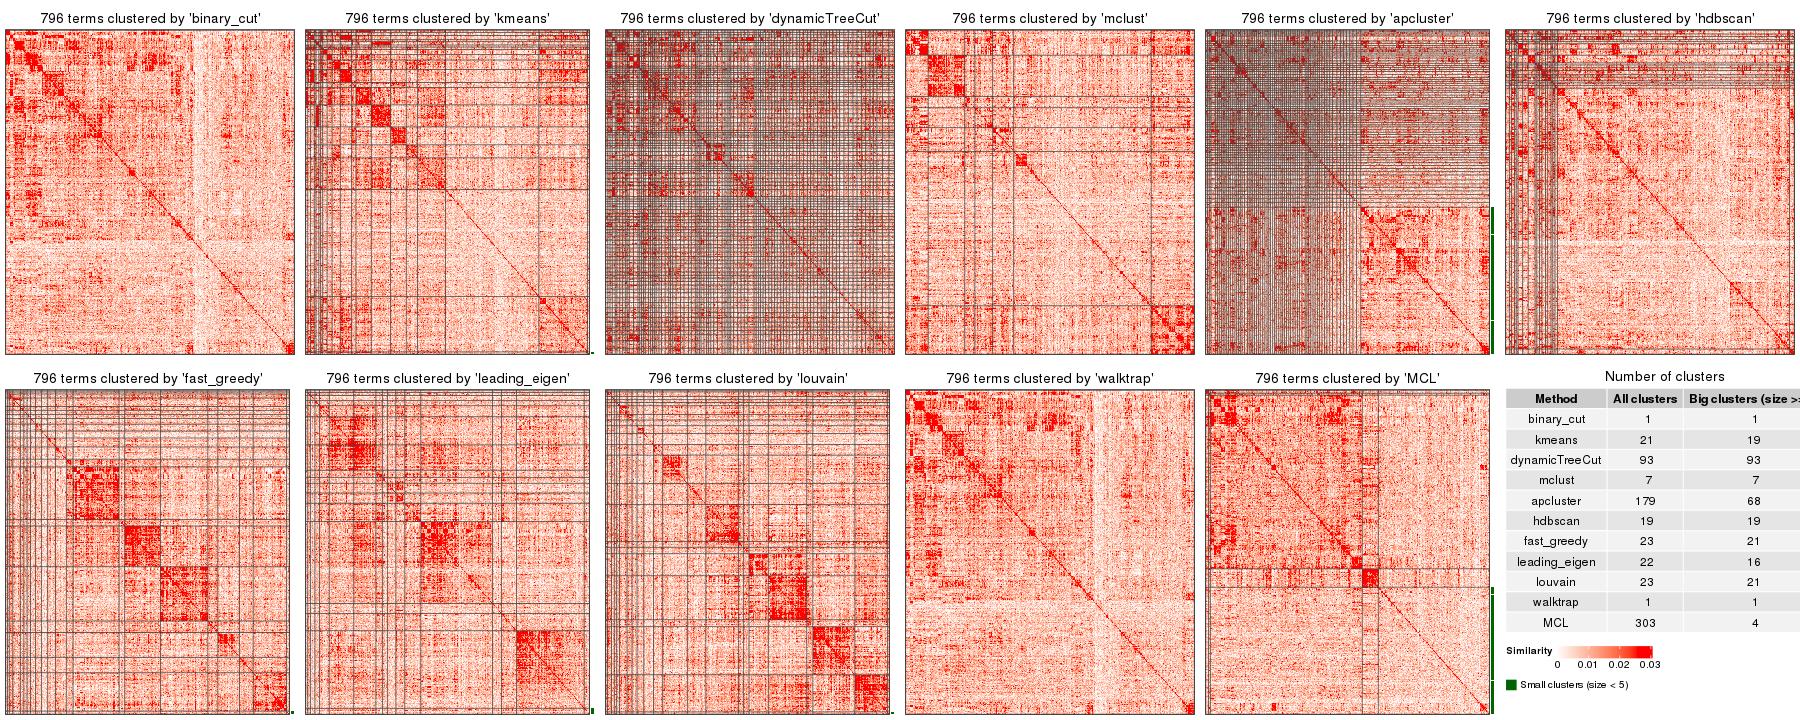 796 terms clustered by 'binary_cut'
796 terms clustered by 'kmeans'
796 terms clustered by 'dynamicTreeCut'
796 terms clustered by 'mclust'
796 terms clustered by 'apcluster'
796 terms clustered by 'hdbscan'
796 terms clustered by 'fast_greedy'
796 terms clustered by 'leading_eigen'
796 terms clustered by 'louvain'
796 terms clustered by 'walktrap'
796 terms clustered by 'MCL'
Number of clusters
Method All clusters Big clusters (size >
binary_cut 1 1
kmeans 21 19
dynamicTreeCut 93 93
mclust 7 7
apcluster 179 68
hdbscan 19 19
fast_greedy 23 21
leading_eigen 22 16
louvain 23 21
walktrap 1 1
MCL 303 4
Similarity
0 0.01 0.02 0.03
Small clusters (size < 5)